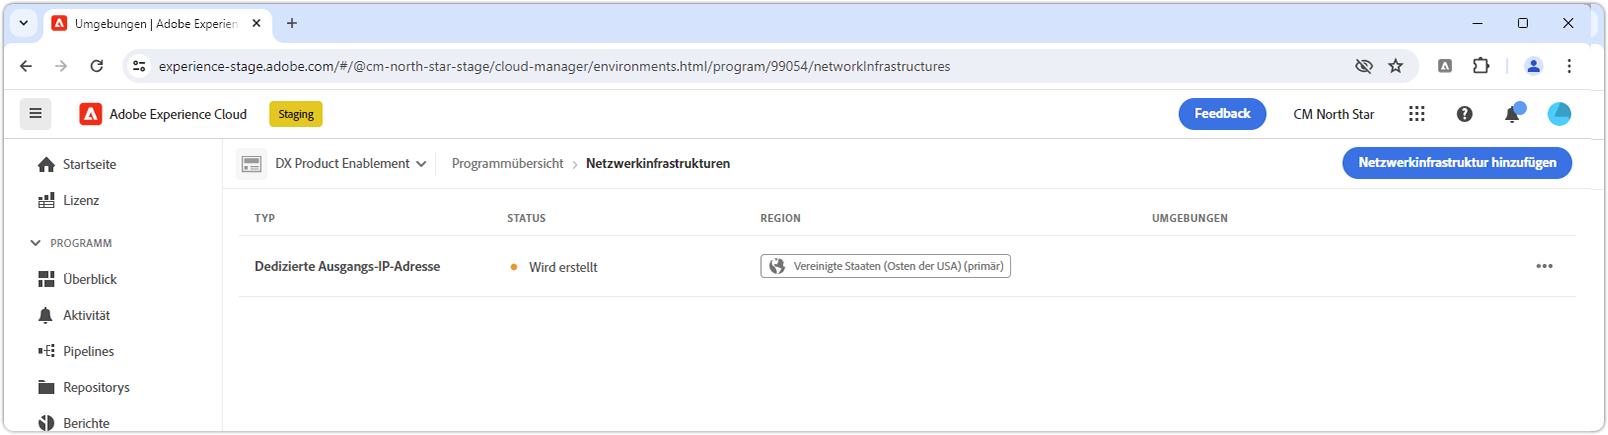 Umgebungen | Adobe Experien
experience-stage.adobe.com/#/@cm-north-star-stage/cloud-manager/environments.html/program/99054/networkInfrastructures
Adobe Experience Cloud Staging Feedback CM North Star
Startseite DX Product Enablement Programmübersicht Netzwerkinfrastrukturen Netzwerkinfrastruktur hinzufügen
Lizenz
TYP STATUS REGION UMGEBUNGEN
PROGRAMM
Dedizierte Ausgangs-IP-Adresse Wird erstellt Vereinigte Staaten (Osten der USA) (primär)
Überblick
Aktivität
Pipelines
Repositorys
Berichte